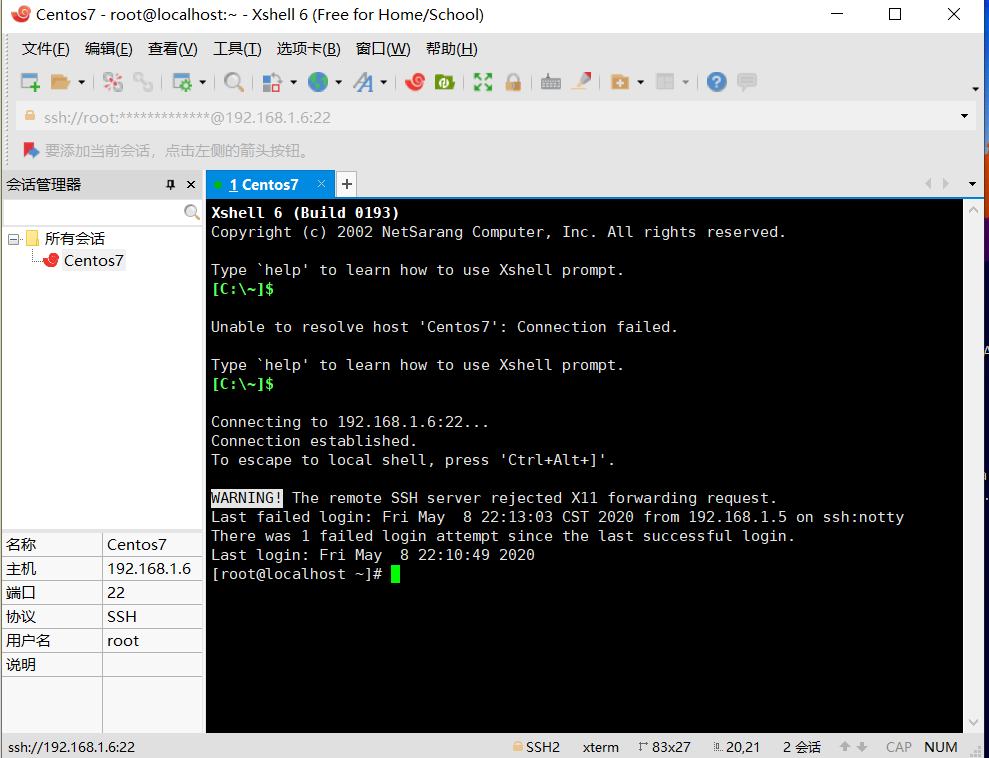 Centos7 - root@localhost:~ - Xshell 6 (Free for Home/School)
文件(F) 编辑(E) 查看(V) 工具(T) 选项卡(B) 窗口(W) 帮助(H)
ssh://root:*************@192.168.1.6:22
要添加当前会话，点击左侧的箭头按钮。
会话管理器
1 Centos7
所有会话
Centos7
Xshell 6 (Build 0193)
Copyright (c) 2002 NetSarang Computer, Inc. All rights reserved.
Type `help' to learn how to use Xshell prompt.
[C:\~]$
Unable to resolve host 'Centos7': Connection failed.
Type `help' to learn how to use Xshell prompt.
[C:\~]$
Connecting to 192.168.1.6:22...
Connection established.
To escape to local shell, press 'Ctrl+Alt+]'.
WARNING! The remote SSH server rejected X11 forwarding request.
Last failed login: Fri May  8 22:13:03 CST 2020 from 192.168.1.5 on ssh:notty
There was 1 failed login attempt since the last successful login.
Last login: Fri May  8 22:10:49 2020
[root@localhost ~]#
名称 Centos7
主机 192.168.1.6
端口 22
协议 SSH
用户名 root
说明
ssh://192.168.1.6:22 SSH2 xterm 83x27 20,21 2 会话 CAP NUM